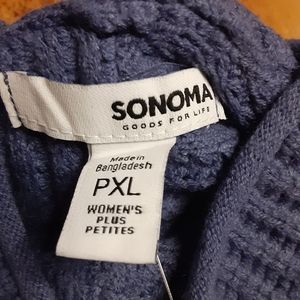 SONOMA
GOODS FOR LIFE
Made in
Bangladesh
PXL
WOMEN'S
PLUS
PETITES